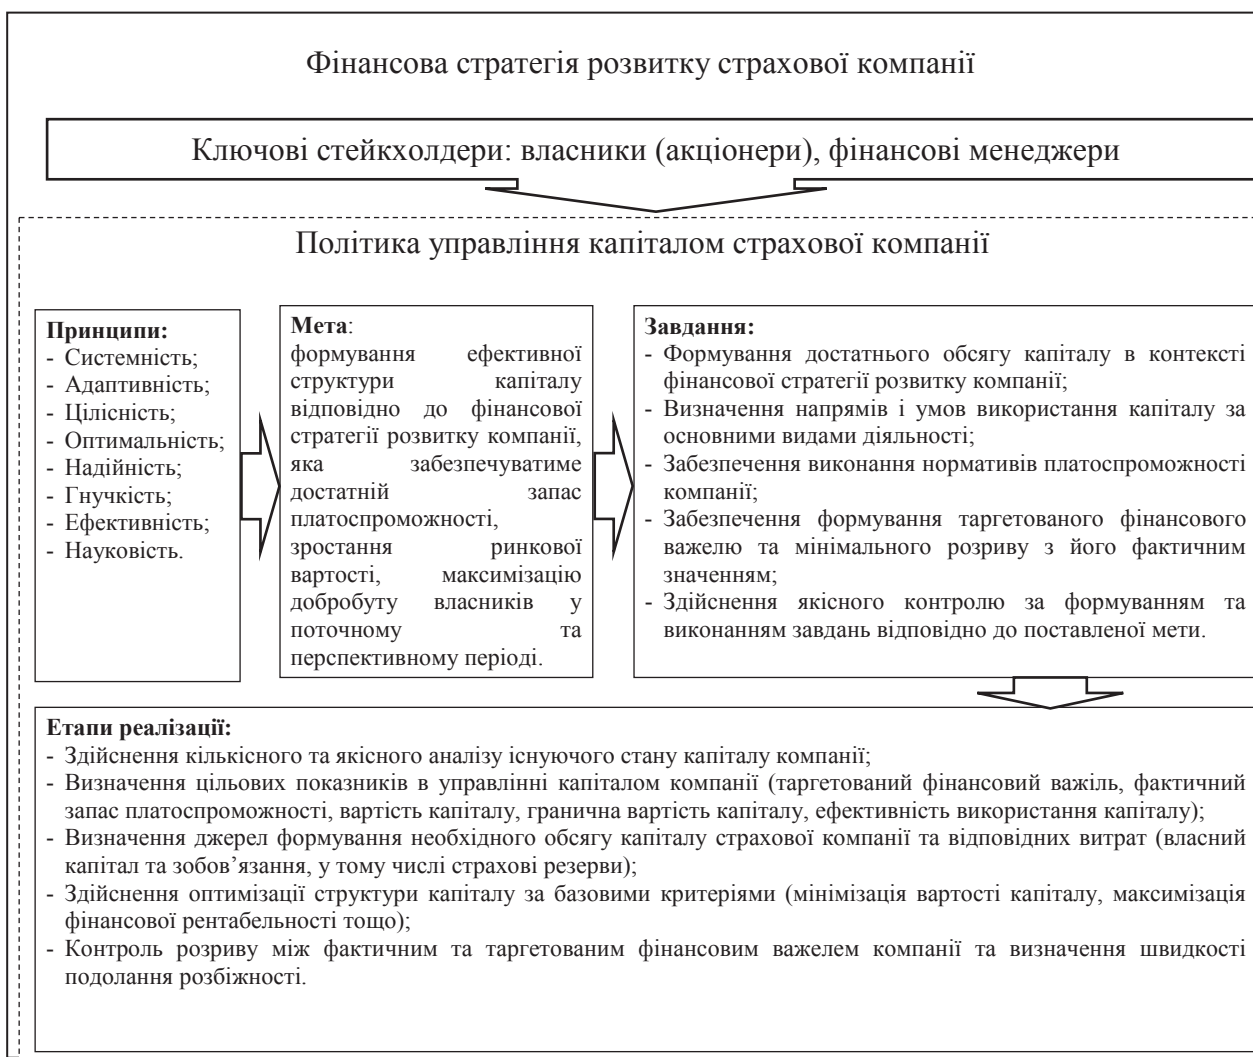 Фінансова стратегія розвитку страхової компанії
Ключові стейкхолдери: власники (акціонери), фінансові менеджери
Політика управління капіталом страхової компанії
Принципи:
- Системність;
- Адаптивність;
- Цілісність;
- Оптимальність;
- Надійність;
- Гнучкість;
- Ефективність;
- Науковість.
Мета:
формування ефективної
структури капіталу
відповідно до фінансової
стратегії розвитку компанії,
яка забезпечуватиме
достатній запас
платоспроможності,
зростання ринкової
вартості, максимізацію
добробуту власників у
поточному та
перспективному періоді.
Завдання:
- Формування достатнього обсягу капіталу в контексті
фінансової стратегії розвитку компанії;
- Визначення напрямів і умов використання капіталу за
основними видами діяльності;
- Забезпечення виконання нормативів платоспроможності
компанії;
- Забезпечення формування таргетованого фінансового
важелю та мінімального розриву з його фактичним
значенням;
- Здійснення якісного контролю за формуванням та
виконанням завдань відповідно до поставленої мети.
Етапи реалізації:
- Здійснення кількісного та якісного аналізу існуючого стану капіталу компанії;
- Визначення цільових показників в управлінні капіталом компанії (таргетований фінансовий важіль, фактичний
запас платоспроможності, вартість капіталу, гранична вартість капіталу, ефективність використання капіталу);
- Визначення джерел формування необхідного обсягу капіталу страхової компанії та відповідних витрат (власний
капітал та зобов’язання, у тому числі страхові резерви);
- Здійснення оптимізації структури капіталу за базовими критеріями (мінімізація вартості капіталу, максимізація
фінансової рентабельності тощо);
- Контроль розриву між фактичним та таргетованим фінансовим важелем компанії та визначення швидкості
подолання розбіжності.